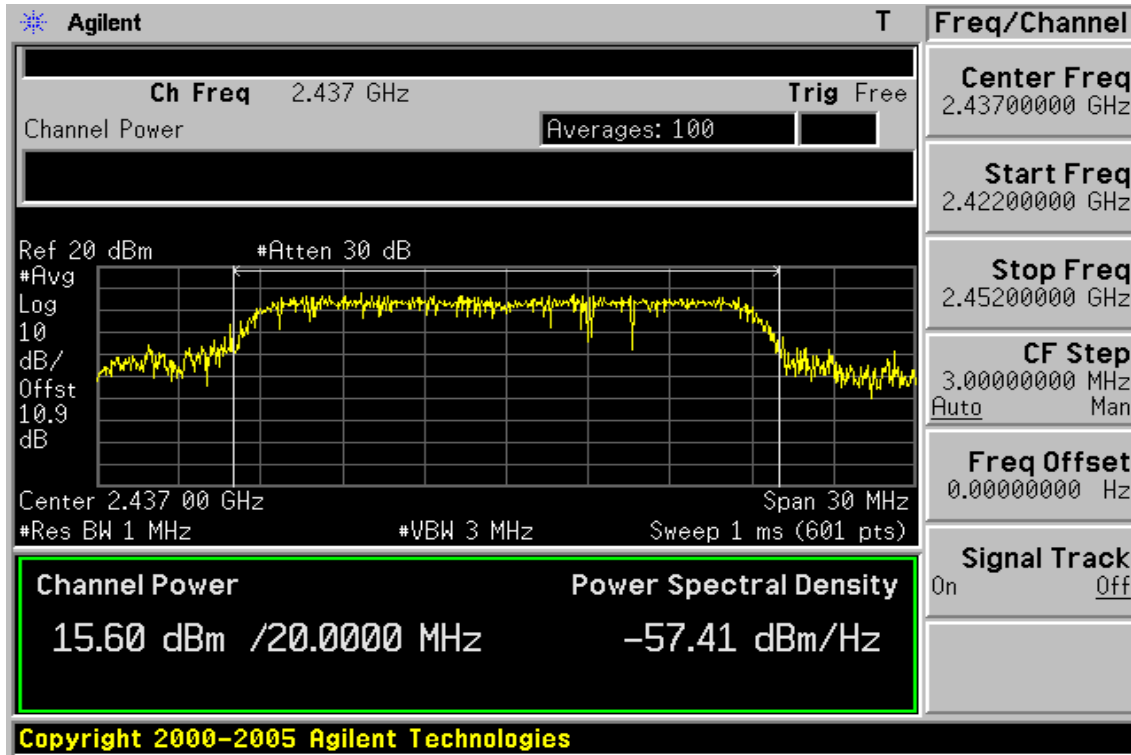 Agilent T
Ch Freq 2.437 GHz Trig Free
Channel Power Averages: 100
Ref 20 dBm #Atten 30 dB
#Avg
Log
10
dB/
Offst
10.9
dB
Center 2.437 00 GHz Span 30 MHz
#Res BW 1 MHz #VBW 3 MHz Sweep 1 ms (601 pts)
Channel Power Power Spectral Density
15.60 dBm /20.0000 MHz -57.41 dBm/Hz
Copyright 2000-2005 Agilent Technologies
Freq/Channel
Center Freq
2.43700000 GHz
Start Freq
2.42200000 GHz
Stop Freq
2.45200000 GHz
CF Step
3.00000000 MHz
Auto Man
Freq Offset
0.00000000 Hz
Signal Track
On Off